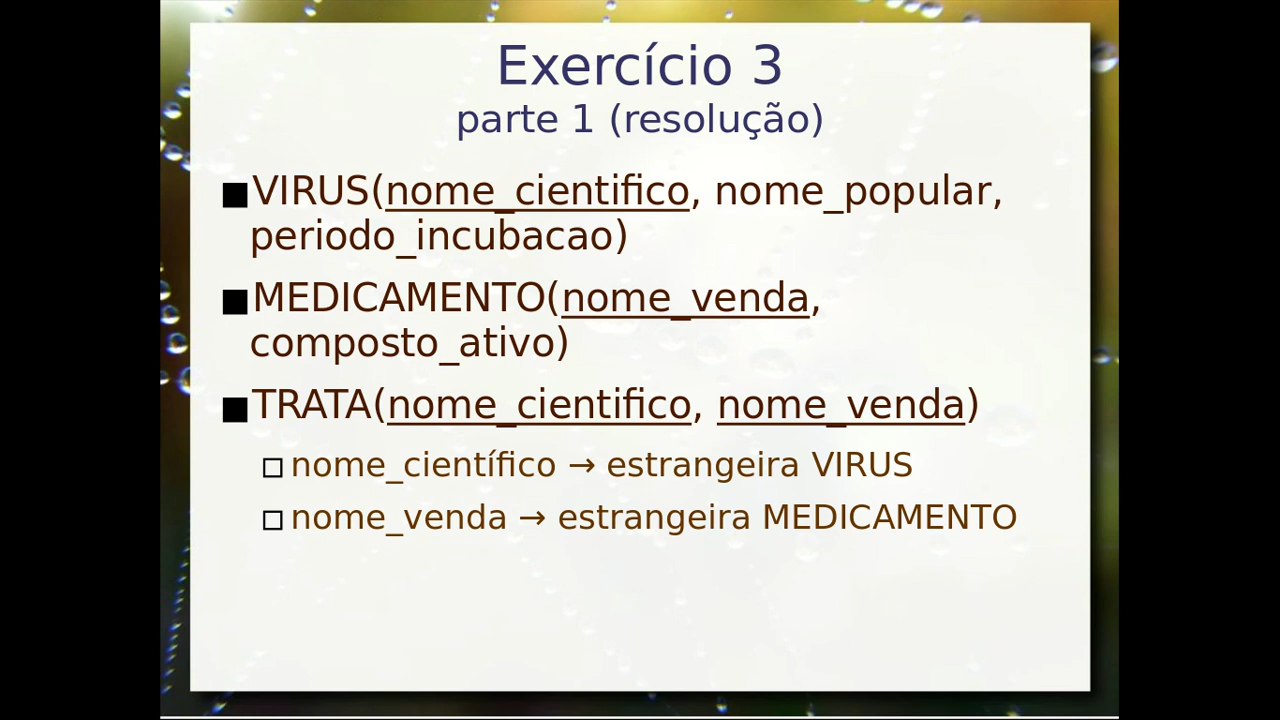 Exercício 3
parte 1 (resolução)
■VIRUS(nome_cientifico, nome_popular,
periodo_incubacao)
■MEDICAMENTO(nome_venda,
composto_ativo)
■TRATA(nome_cientifico, nome_venda)
□nome_científico → estrangeira VIRUS
□nome_venda → estrangeira MEDICAMENTO